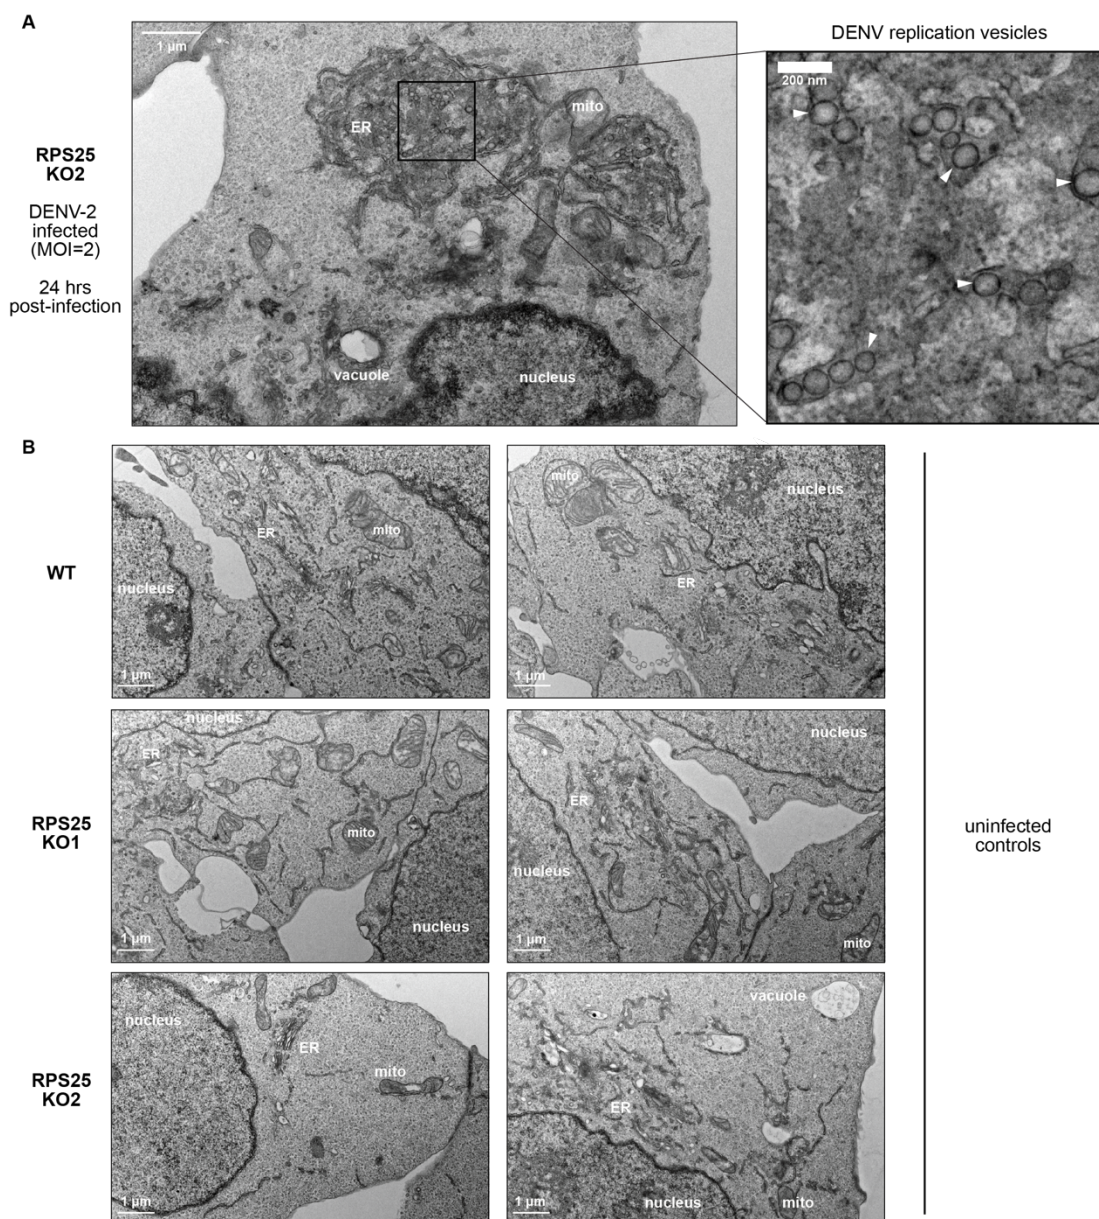 A
DENV replication vesicles
1 µm
200 nm
mito
ER
RPS25
KO2
DENV-2
infected
(MOI=2)
24 hrs
post-infection
vacuole
nucleus
B
WT
mito
ER
nucleus
1 µm
mito
nucleus
ER
1 µm
RPS25
KO1
nucleus
ER
mito
nucleus
1 µm
nucleus
ER
nucleus
mito
1 µm
uninfected
controls
RPS25
KO2
nucleus
ER
mito
1 µm
vacuole
ER
nucleus
mito
1 µm